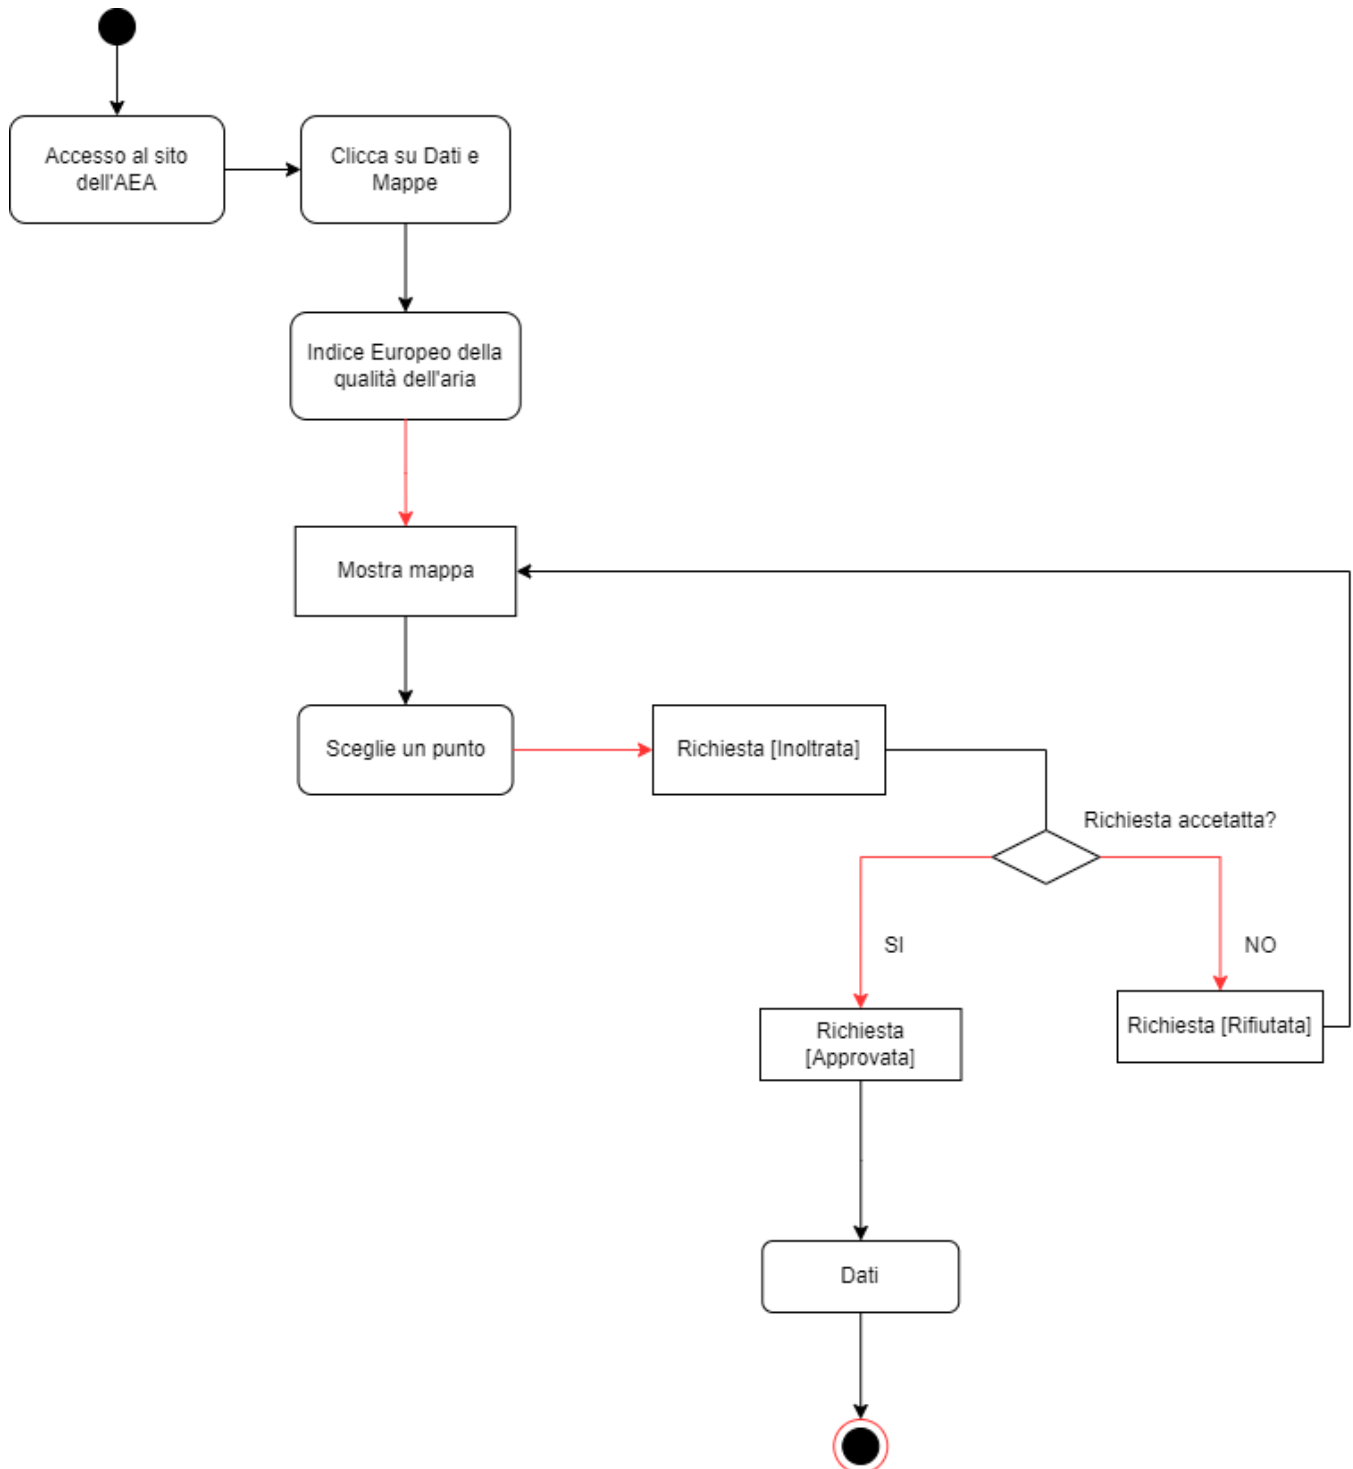 Accesso al sito
dell'AEA
Clicca su Dati e
Mappe
Indice Europeo della
qualità dell'aria
Mostra mappa
Sceglie un punto
Richiesta [Inoltrata]
Richiesta accetatta?
SI
NO
Richiesta
[Approvata]
Richiesta [Rifiutata]
Dati